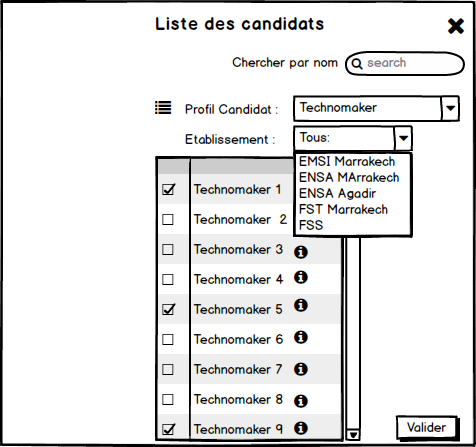 Liste des candidats
Chercher par nom search
Profil Candidat : Technomaker
Etablissement : Tous:
EMSI Marrakech
ENSA MArrakech
ENSA Agadir
FST Marrakech
FSS
Technomaker 1
Technomaker 2
Technomaker 3
Technomaker 4
Technomaker 5
Technomaker 6
Technomaker 7
Technomaker 8
Technomaker 9
Valider